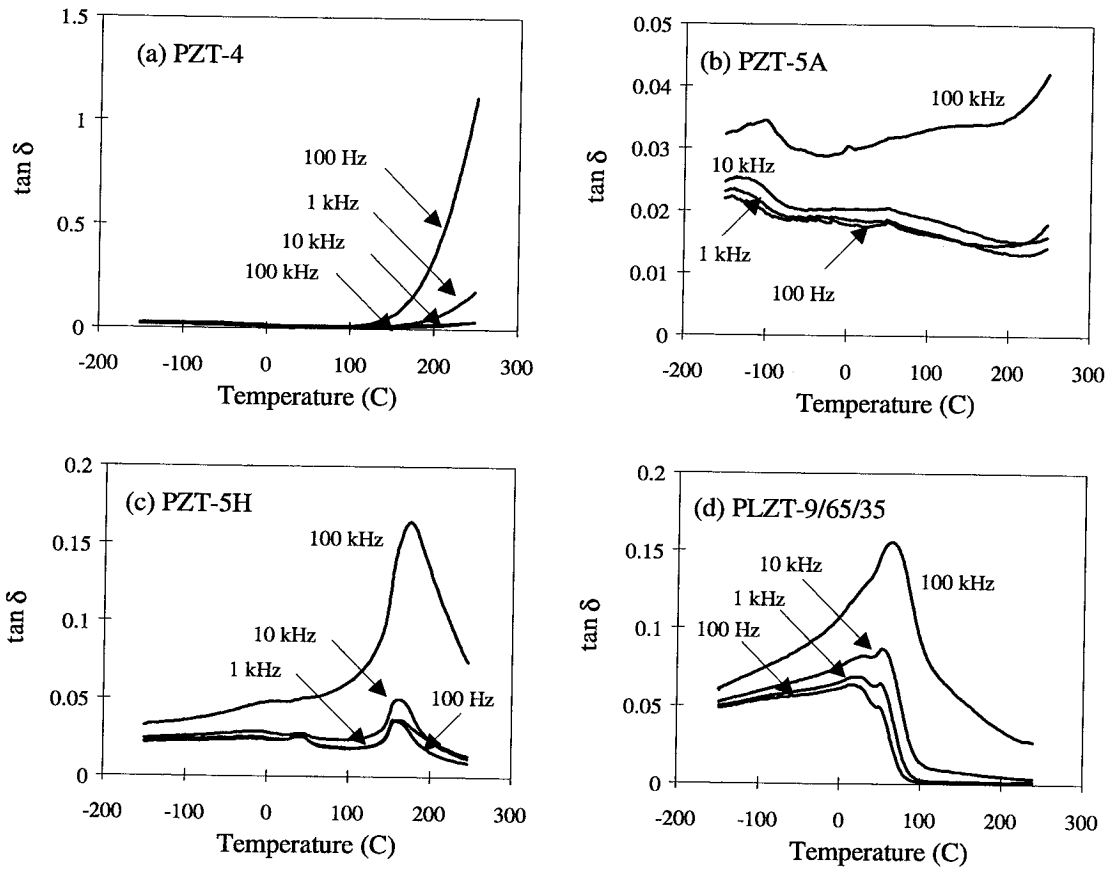 (a) PZT-4
tan δ
1.5
1
0.5
0
100 Hz
1 kHz
10 kHz
100 kHz
-200 -100 0 100 200 300
Temperature (C)
(b) PZT-5A
tan δ
0.05
0.04
0.03
0.02
0.01
0
100 kHz
10 kHz
1 kHz
100 Hz
-200 -100 0 100 200 300
Temperature (C)
(c) PZT-5H
tan δ
0.2
0.15
0.1
0.05
0
100 kHz
10 kHz
1 kHz
100 Hz
-200 -100 0 100 200 300
Temperature (C)
(d) PLZT-9/65/35
tan δ
0.2
0.15
0.1
0.05
0
10 kHz
1 kHz
100 Hz
100 kHz
-200 -100 0 100 200 300
Temperature (C)